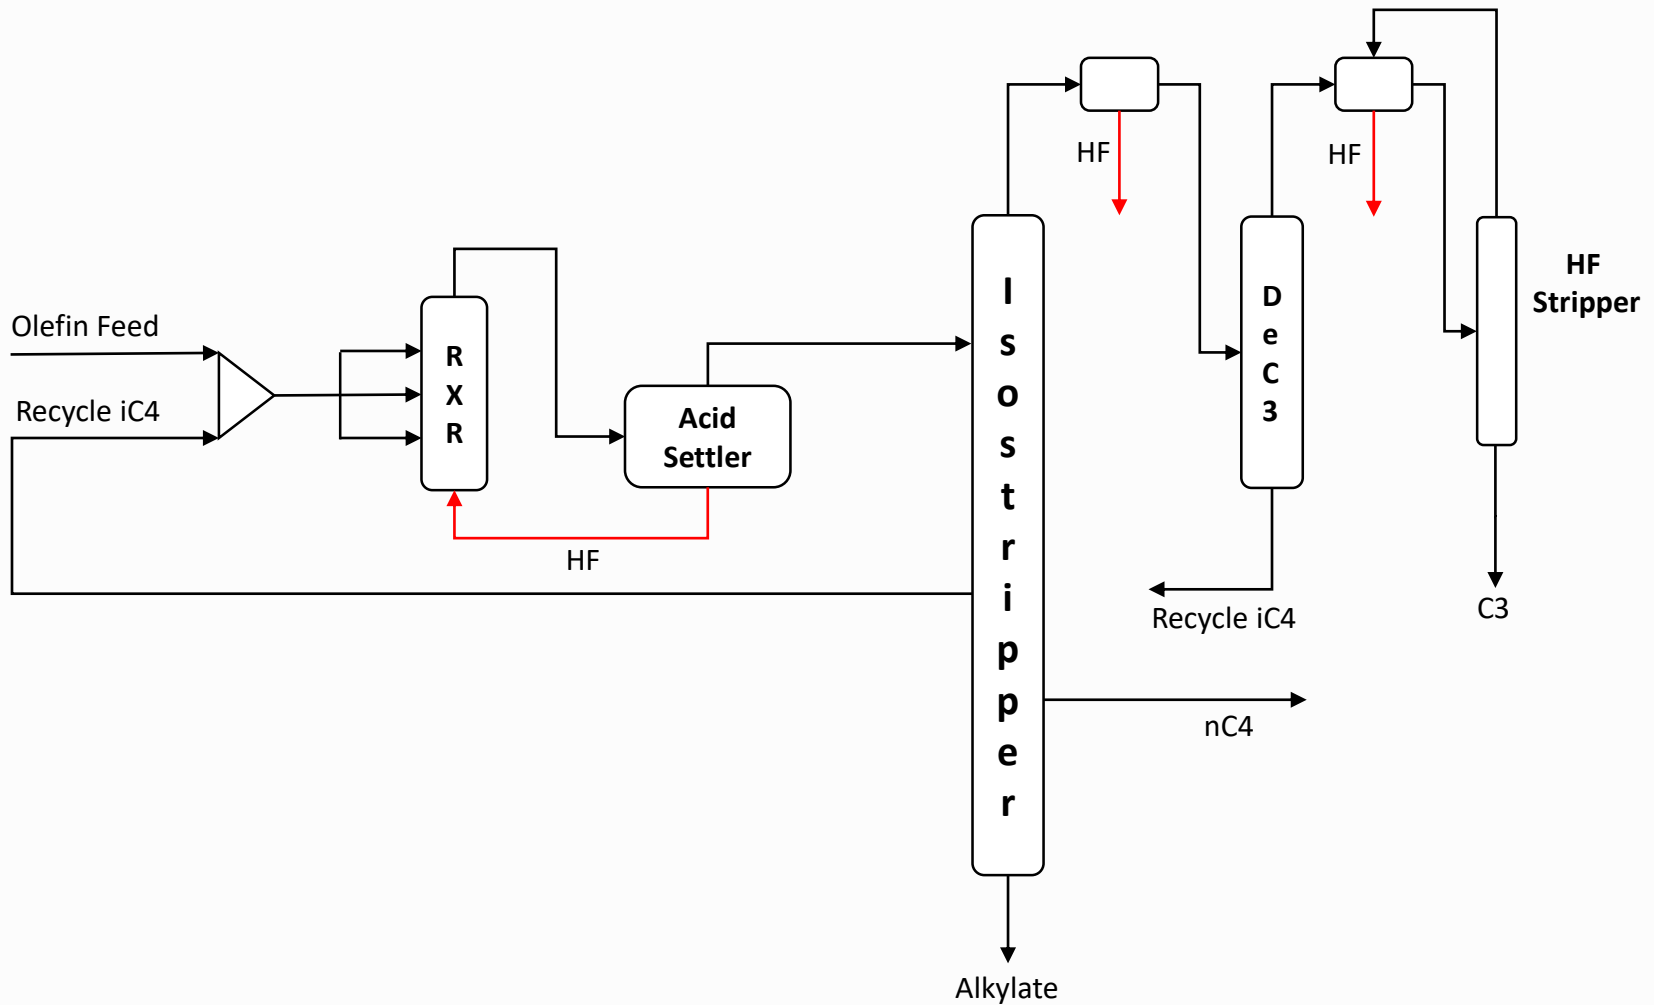 Olefin Feed
Recycle iC4
R
X
R
Acid
Settler
HF
I
s
o
s
t
r
i
p
p
e
r
HF
D
e
C
3
HF
HF
Stripper
Recycle iC4
C3
nC4
Alkylate